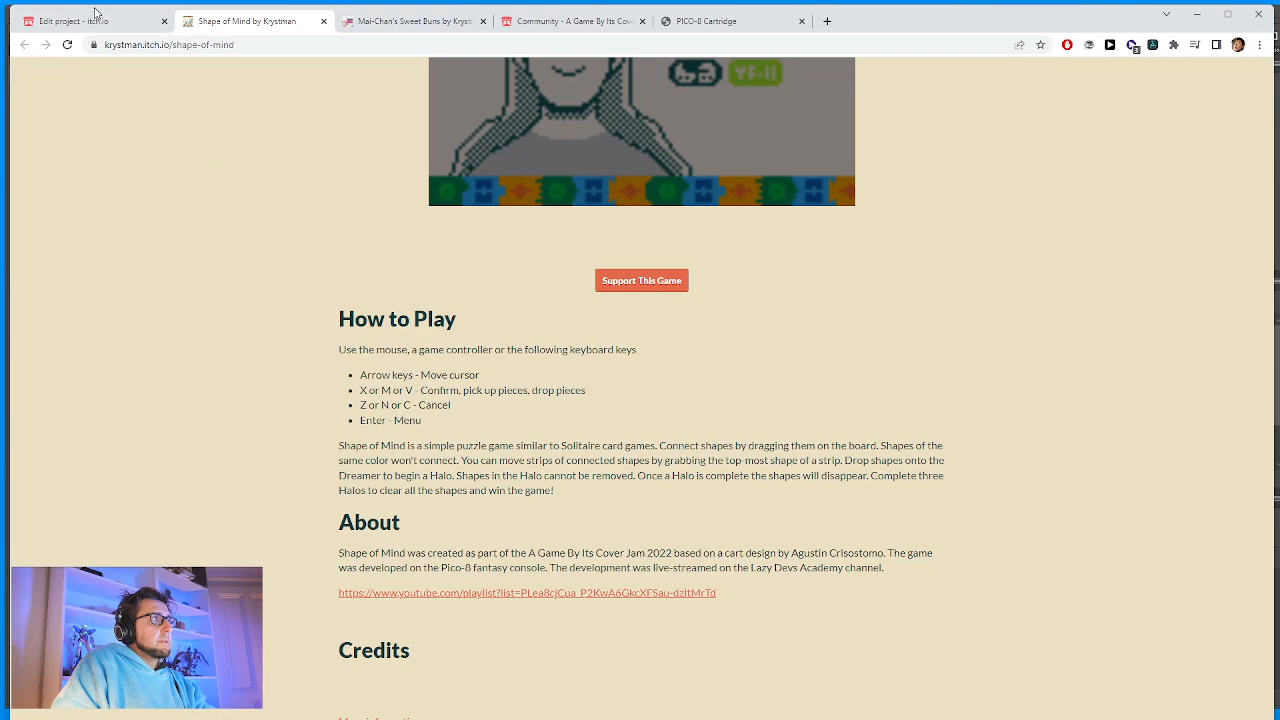 Edit project - itch.io
Shape of Mind by Krystman
Mai-Chan's Sweet Buns by Kryst
Community - A Game By Its Cov
PICO-8 Cartridge
krystman.itch.io/shape-of-mind
YF-II
Support This Game
How to Play
Use the mouse, a game controller or the following keyboard keys
• Arrow keys - Move cursor
• X or M or V - Confirm, pick up pieces, drop pieces
• Z or N or C - Cancel
• Enter - Menu
Shape of Mind is a simple puzzle game similar to Solitaire card games. Connect shapes by dragging them on the board. Shapes of the
same color won't connect. You can move strips of connected shapes by grabbing the top-most shape of a strip. Drop shapes onto the
Dreamer to begin a Halo. Shapes in the Halo cannot be removed. Once a Halo is complete the shapes will disappear. Complete three
Halos to clear all the shapes and win the game!
About
Shape of Mind was created as part of the A Game By Its Cover Jam 2022 based on a cart design by Agustin Crisostomo. The game
was developed on the Pico-8 fantasy console. The development was live-streamed on the Lazy Devs Academy channel.
https://www.youtube.com/playlist?list=PLea8cjCua_P2KwA6GkcXFSau-dzItMrTd
Credits